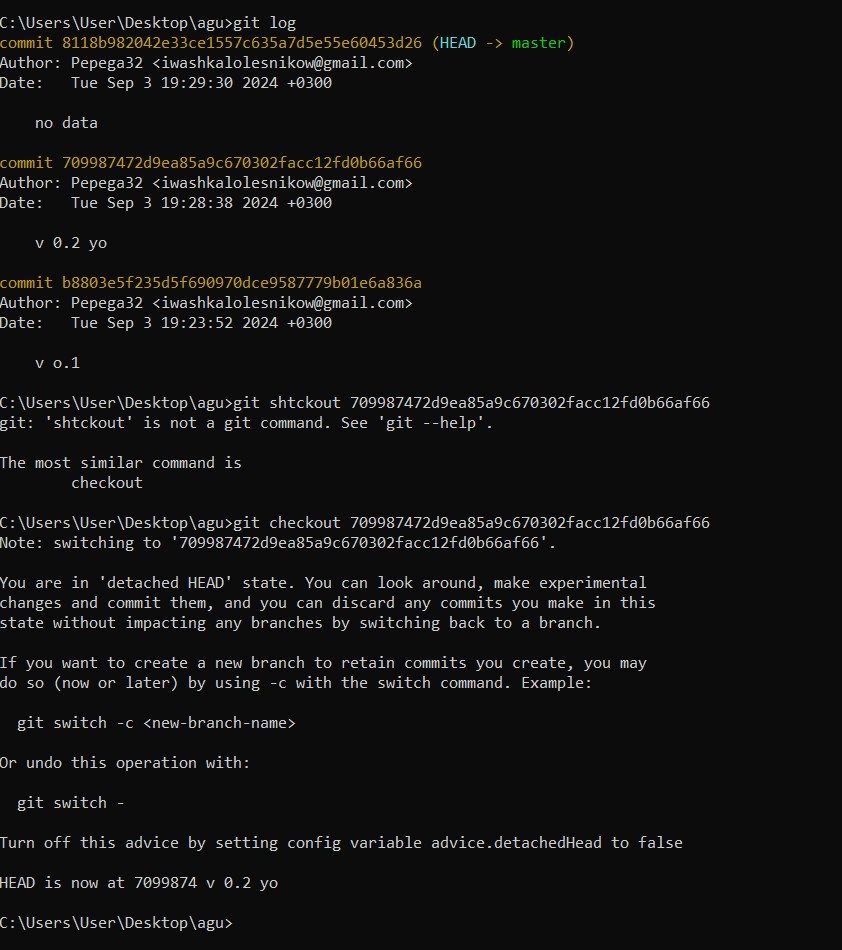 C:\Users\User\Desktop\agu>git log
commit 8118b982042e33ce1557c635a7d5e55e60453d26 (HEAD -> master)
Author: Pepega32 <iwashkalolesnikow@gmail.com>
Date:   Tue Sep 3 19:29:30 2024 +0300
    no data
commit 709987472d9ea85a9c670302facc12fd0b66af66
Author: Pepega32 <iwashkalolesnikow@gmail.com>
Date:   Tue Sep 3 19:28:38 2024 +0300
    v 0.2 yo
commit b8803e5f235d5f690970dce9587779b01e6a836a
Author: Pepega32 <iwashkalolesnikow@gmail.com>
Date:   Tue Sep 3 19:23:52 2024 +0300
    v o.1
C:\Users\User\Desktop\agu>git shtckout 709987472d9ea85a9c670302facc12fd0b66af66
git: 'shtckout' is not a git command. See 'git --help'.
The most similar command is
        checkout
C:\Users\User\Desktop\agu>git checkout 709987472d9ea85a9c670302facc12fd0b66af66
Note: switching to '709987472d9ea85a9c670302facc12fd0b66af66'.
You are in 'detached HEAD' state. You can look around, make experimental
changes and commit them, and you can discard any commits you make in this
state without impacting any branches by switching back to a branch.
If you want to create a new branch to retain commits you create, you may
do so (now or later) by using -c with the switch command. Example:
  git switch -c <new-branch-name>
Or undo this operation with:
  git switch -
Turn off this advice by setting config variable advice.detachedHead to false
HEAD is now at 7099874 v 0.2 yo
C:\Users\User\Desktop\agu>